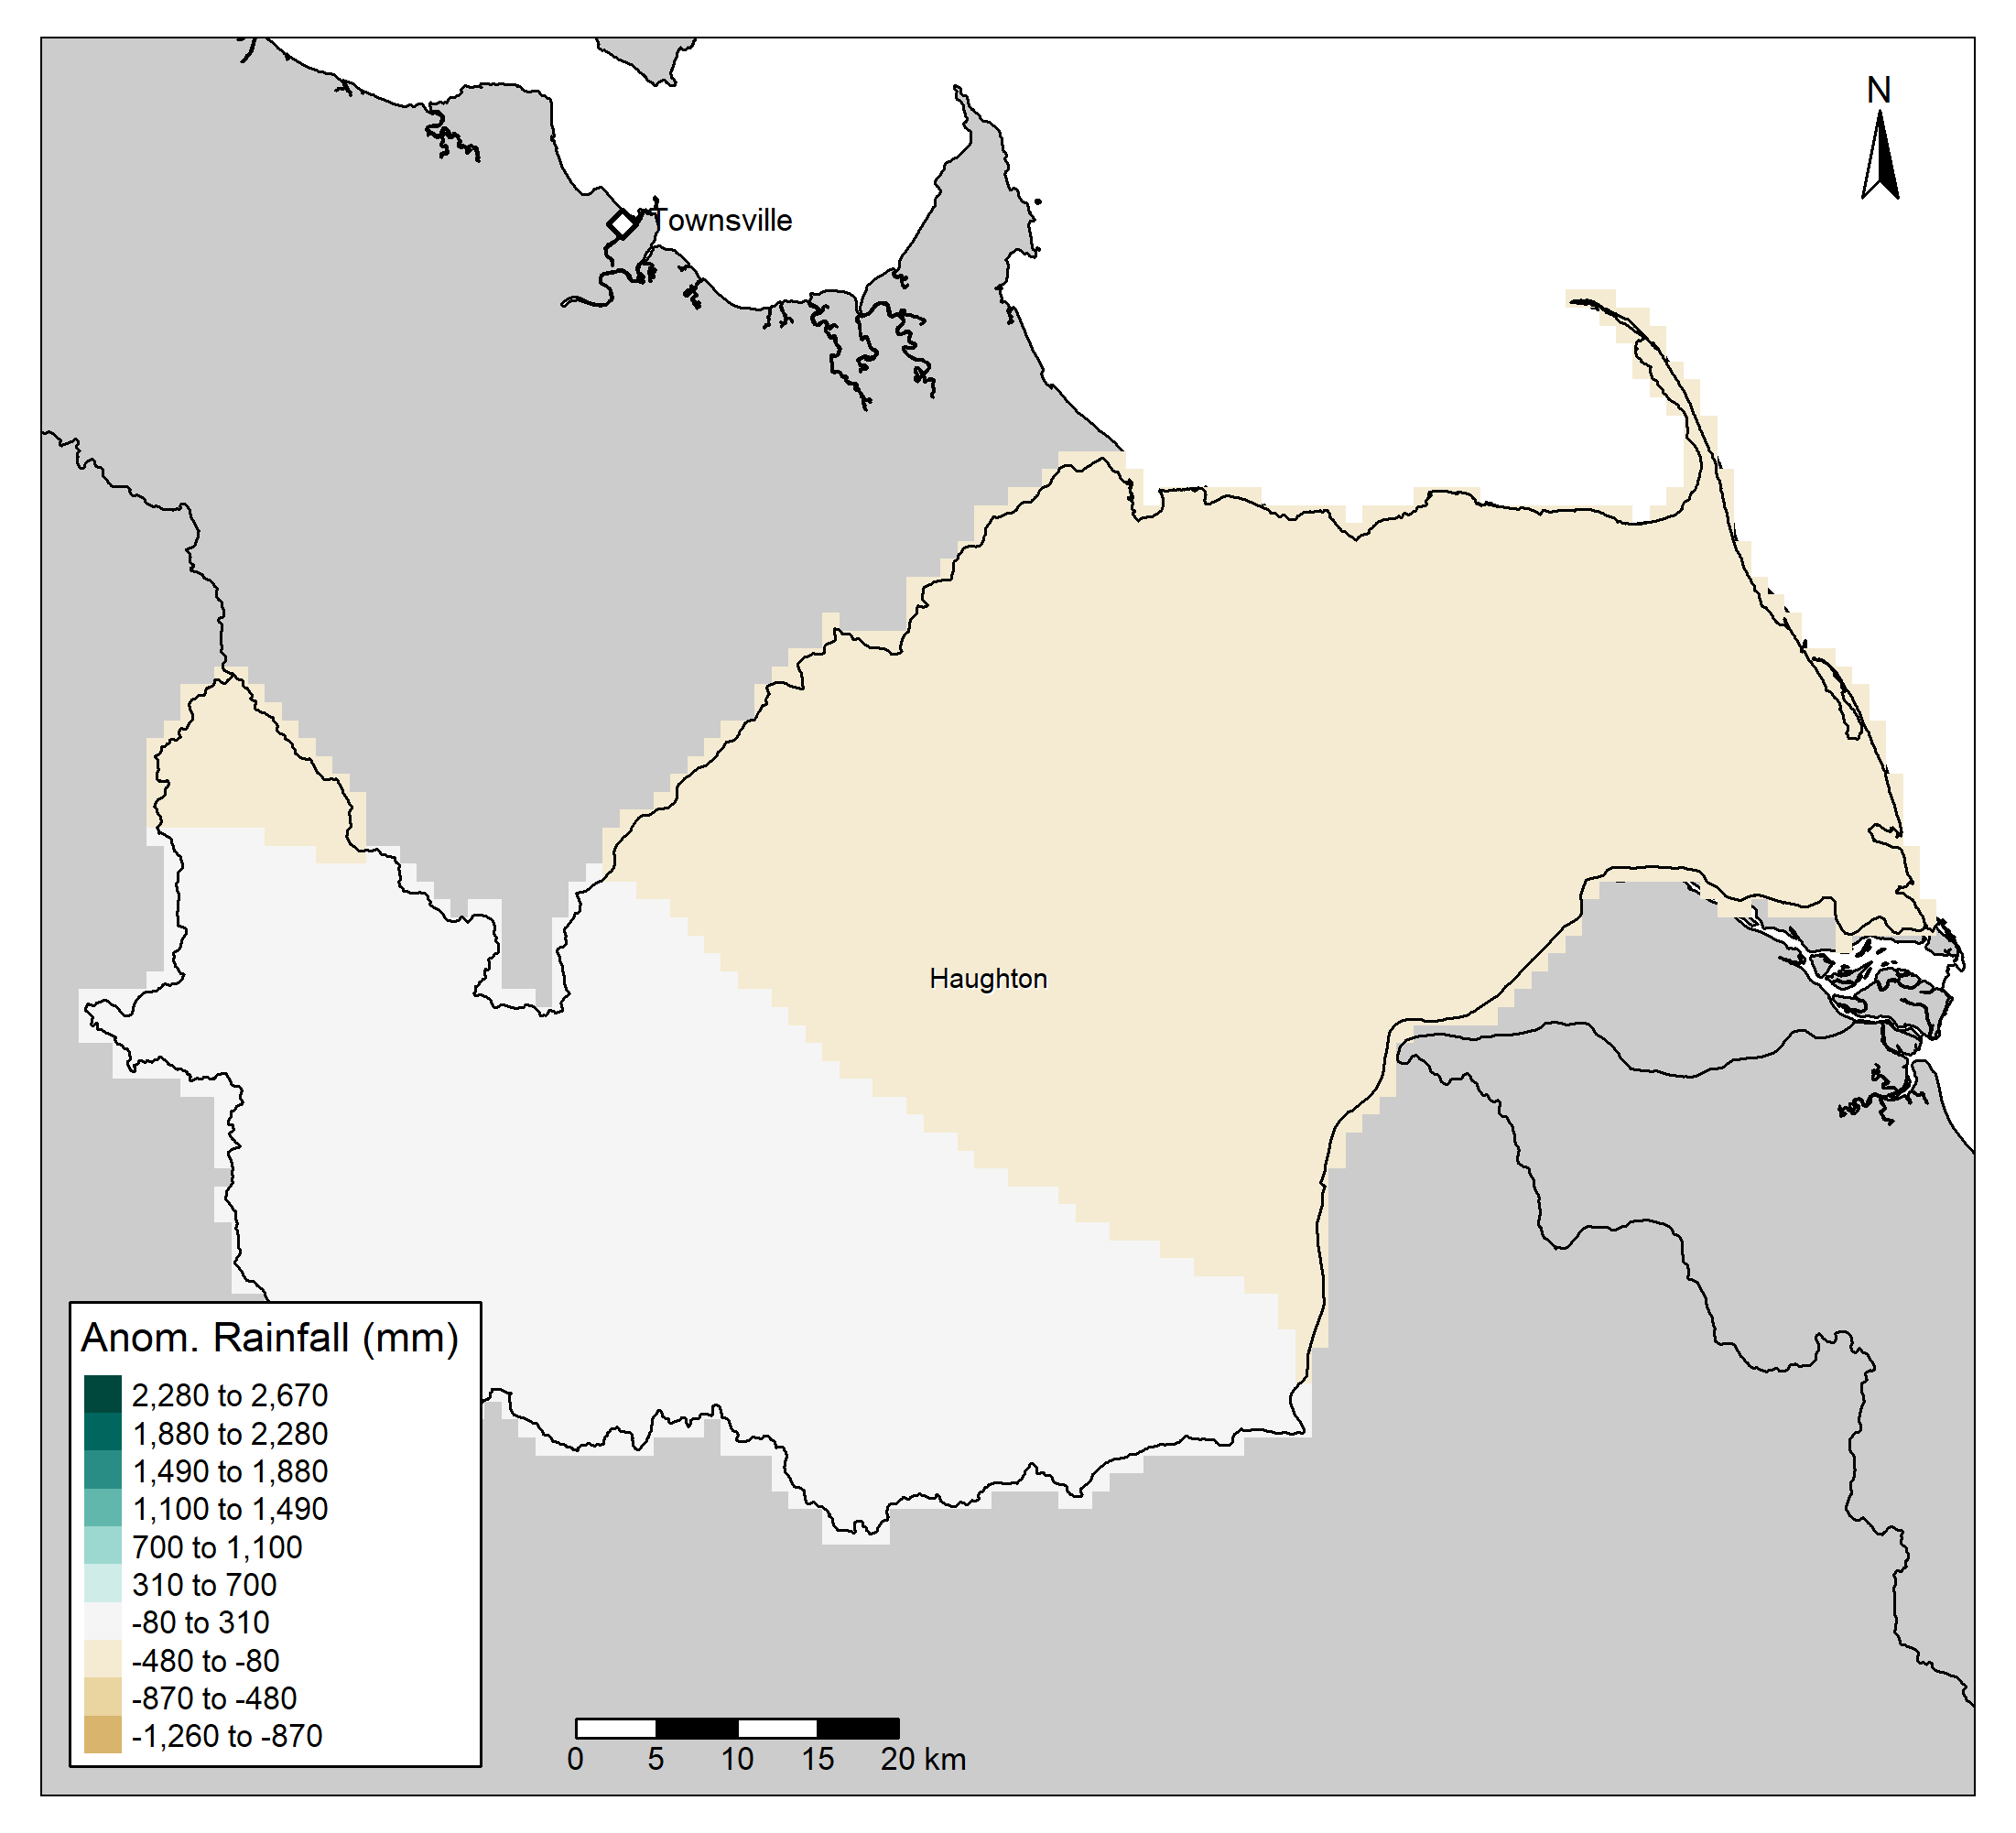 N
Townsville
Haughton
Anom. Rainfall (mm)
2,280 to 2,670
1,880 to 2,280
1,490 to 1,880
1,100 to 1,490
700 to 1,100
310 to 700
-80 to 310
-480 to -80
-870 to -480
-1,260 to -870
0 5 10 15 20 km